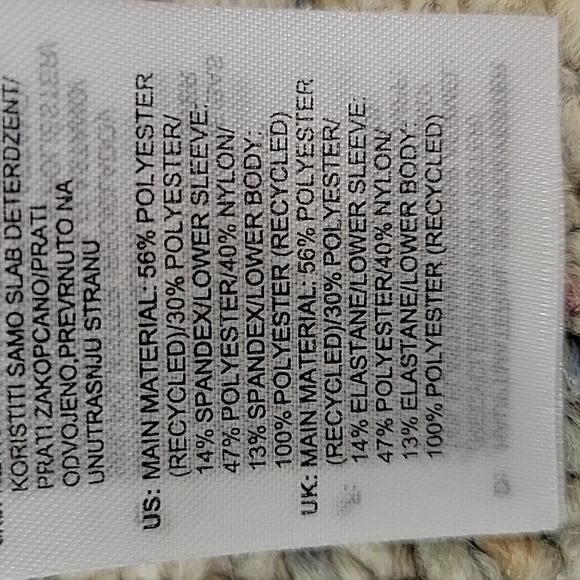 KORISTITI SAMO SLAB DETERDZENT/
PRATI ZAKOPCANO/PRATI
ODVOJENO,PREVRNUTO NA
UNUTRASNJU STRANU
US: MAIN MATERIAL: 56% POLYESTER
(RECYCLED)/30% POLYESTER/
14% SPANDEX/LOWER SLEEVE:
47% POLYESTER/40% NYLON/
13% SPANDEX/LOWER BODY:
100% POLYESTER (RECYCLED)
UK: MAIN MATERIAL: 56% POLYESTER
(RECYCLED)/30% POLYESTER/
14% ELASTANE/LOWER SLEEVE:
47% POLYESTER/40% NYLON/
13% ELASTANE/LOWER BODY:
100% POLYESTER (RECYCLED)